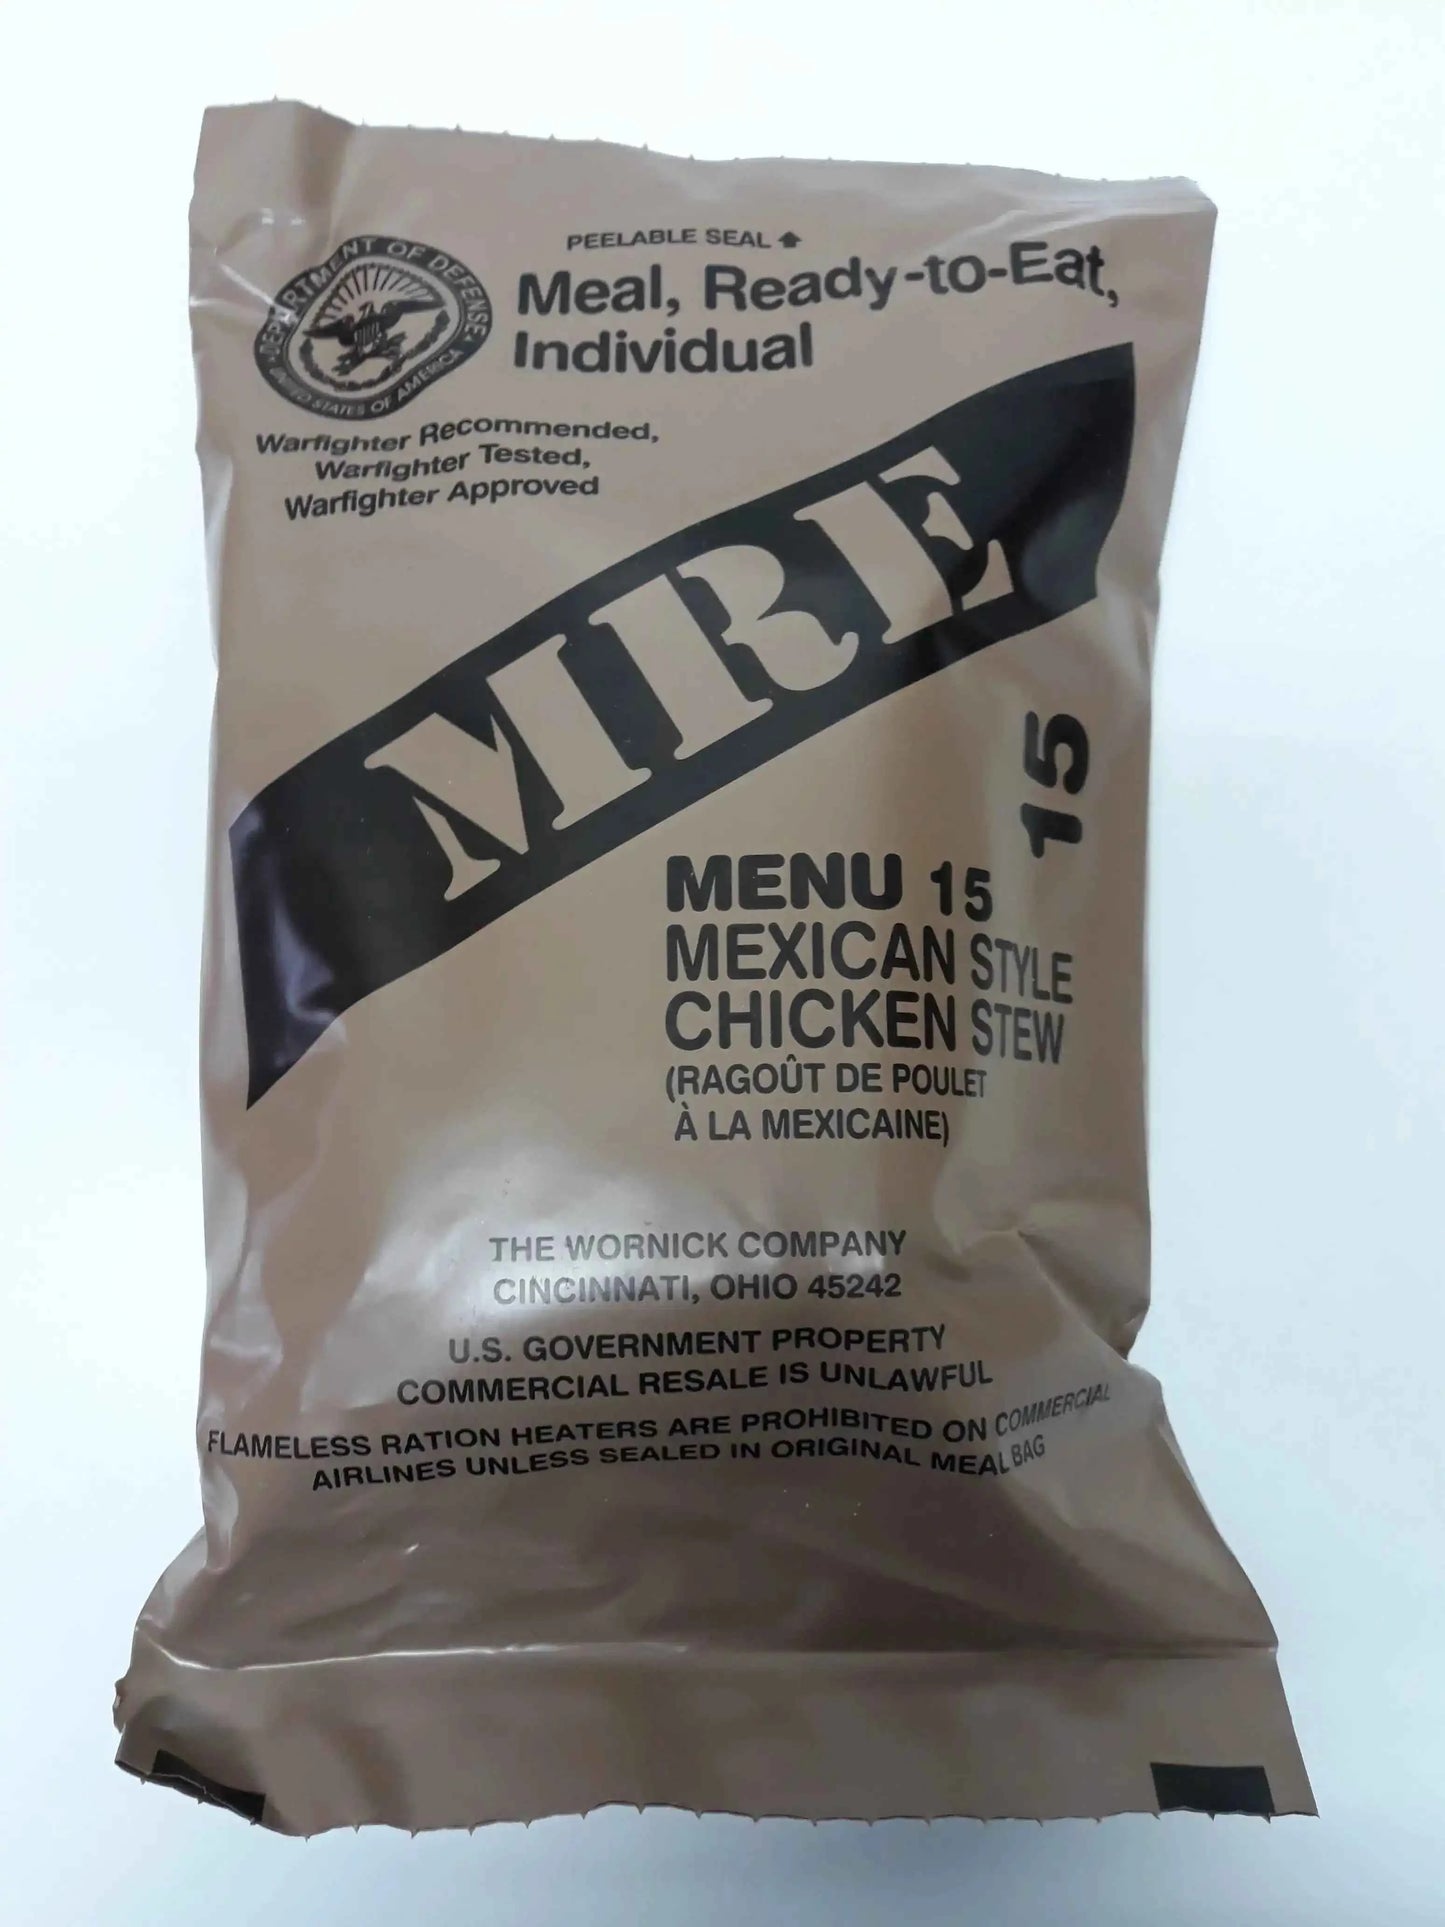 PEELABLE SEAL
Meal, Ready-to-Eat,
Individual
DEPARTMENT OF DEFENSE
UNITED STATES OF AMERICA
Warfighter Recommended,
Warfighter Tested,
Warfighter Approved
MRE
15
MENU 15
MEXICAN STYLE
CHICKEN STEW
(RAGOÛT DE POULET
À LA MEXICAINE)
THE WORNICK COMPANY
CINCINNATI, OHIO 45242
U.S. GOVERNMENT PROPERTY
COMMERCIAL RESALE IS UNLAWFUL
FLAMELESS RATION HEATERS ARE PROHIBITED ON COMMERCIAL
AIRLINES UNLESS SEALED IN ORIGINAL MEAL BAG